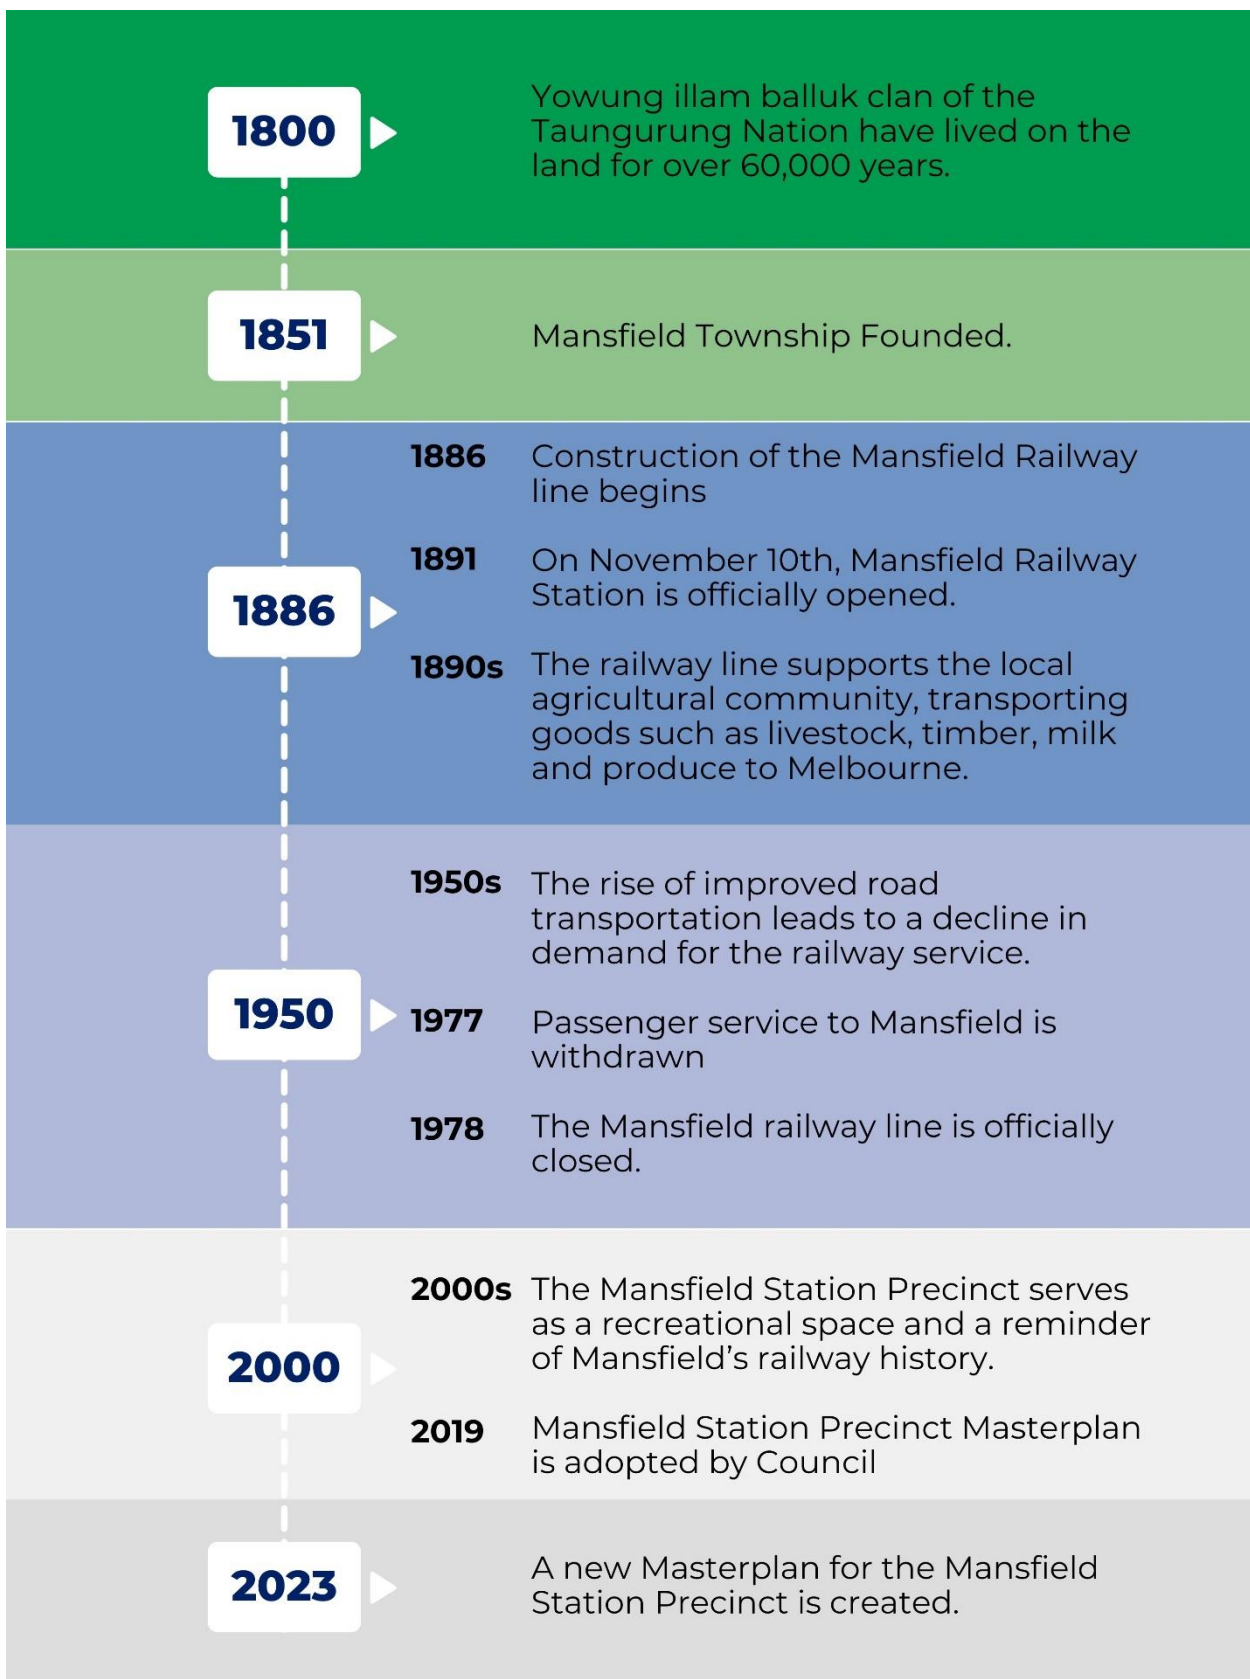 1800
Yowung illam balluk clan of the
Taungurung Nation have lived on the
land for over 60,000 years.
1851
Mansfield Township Founded.
1886
1886
Construction of the Mansfield Railway
line begins
1891
On November 10th, Mansfield Railway
Station is officially opened.
1890s
The railway line supports the local
agricultural community, transporting
goods such as livestock, timber, milk
and produce to Melbourne.
1950
1950s
The rise of improved road
transportation leads to a decline in
demand for the railway service.
1977
Passenger service to Mansfield is
withdrawn
1978
The Mansfield railway line is officially
closed.
2000
2000s
The Mansfield Station Precinct serves
as a recreational space and a reminder
of Mansfield’s railway history.
2019
Mansfield Station Precinct Masterplan
is adopted by Council
2023
A new Masterplan for the Mansfield
Station Precinct is created.